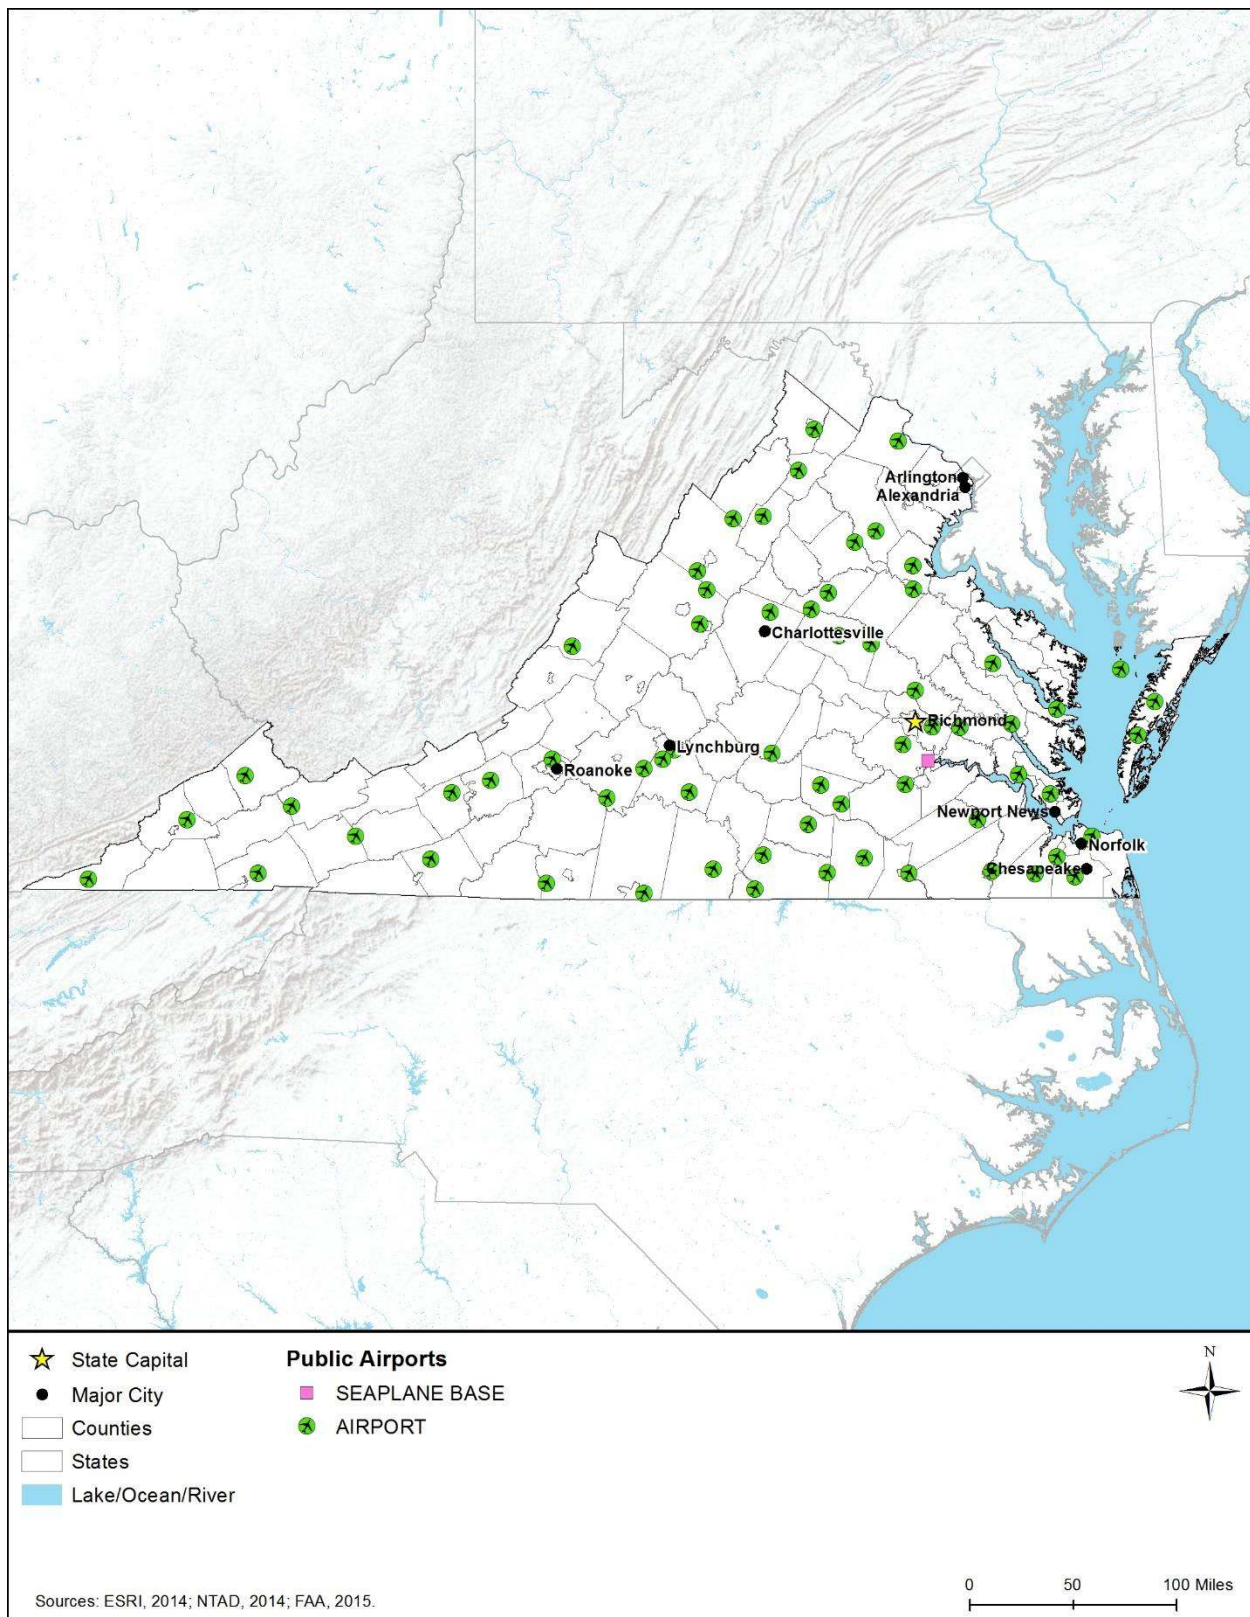 Arlington
Alexandria
Charlottesville
Richmond
Lynchburg
Roanoke
Newport News
Norfolk
Chesapeake
State Capital
Major City
Counties
States
Lake/Ocean/River
Public Airports
SEAPLANE BASE
AIRPORT
N
Sources: ESRI, 2014; NTAD, 2014; FAA, 2015.
0 50 100 Miles